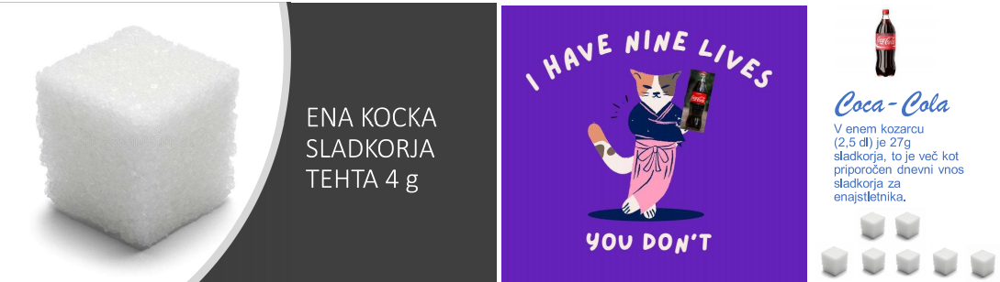 ENA KOCKA
SLADKORJA
TEHTA 4 g
I HAVE NINE LIVES
YOU DON'T
Coca-Cola
V enem kozarcu
(2,5 dl) je 27g
sladkorja, to je več kot
priporočen dnevni vnos
sladkorja za
enajstletnika.